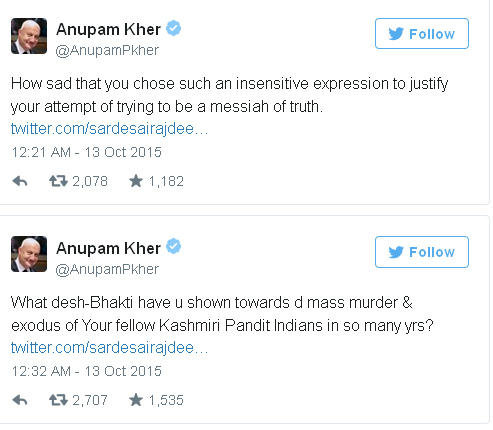 Anupam Kher
Follow
@AnupamPkher
How sad that you chose such an insensitive expression to justify
your attempt of trying to be a messiah of truth.
twitter.com/sardesairajdee…
12:21 AM - 13 Oct 2015
2,078 1,182
Anupam Kher
Follow
@AnupamPkher
What desh-Bhakti have u shown towards d mass murder &
exodus of Your fellow Kashmiri Pandit Indians in so many yrs?
twitter.com/sardesairajdee…
12:32 AM - 13 Oct 2015
2,707 1,535